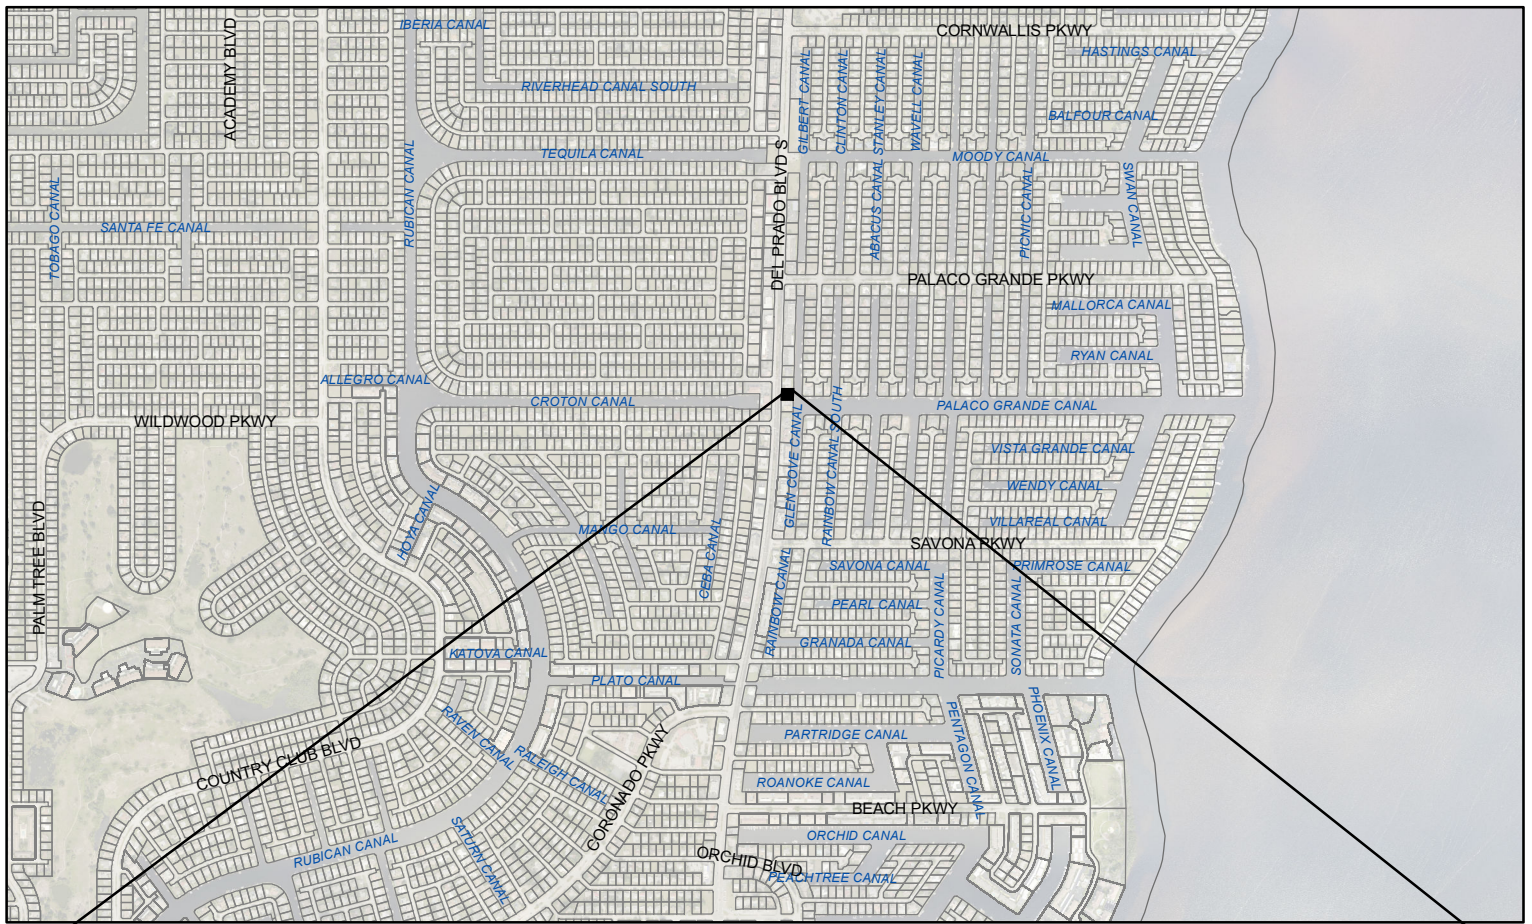 IBERIA CANAL
CORNWALLIS PKWY
ACADEMY BLVD
HASTINGS CANAL
RIVERHEAD CANAL SOUTH
GILBERT CANAL
CLINTON CANAL
STANLEY CANAL
WAVELL CANAL
BALFOUR CANAL
TEQUILA CANAL
MOODY CANAL
RUBICAN CANAL
DEL PRADO BLVD S
ABACUS CANAL
PICNIC CANAL
SWAN CANAL
TOBAGO CANAL
SANTA FE CANAL
PALACO GRANDE PKWY
MALLORCA CANAL
RYAN CANAL
ALLEGRO CANAL
CROTON CANAL
PALACO GRANDE CANAL
WILDWOOD PKWY
GLEN COVE CANAL
RAINBOW CANAL SOUTH
VISTA GRANDE CANAL
WENDY CANAL
HOYA CANAL
VILLAREAL CANAL
MANGO CANAL
CEBA CANAL
SAVONA PKWY
PALM TREE BLVD
RAINBOW CANAL
SAVONA CANAL
PRIMROSE CANAL
PEARL CANAL
PICARDY CANAL
SONATA CANAL
GRANADA CANAL
KATOVA CANAL
PLATO CANAL
RAVEN CANAL
RALEIGH CANAL
PARTRIDGE CANAL
PENTAGON CANAL
PHOENIX CANAL
COUNTRY CLUB BLVD
CORONADO PKWY
ROANOKE CANAL
BEACH PKWY
RUBICAN CANAL
SATURN CANAL
ORCHID CANAL
ORCHID BLVD
PEACHTREE CANAL